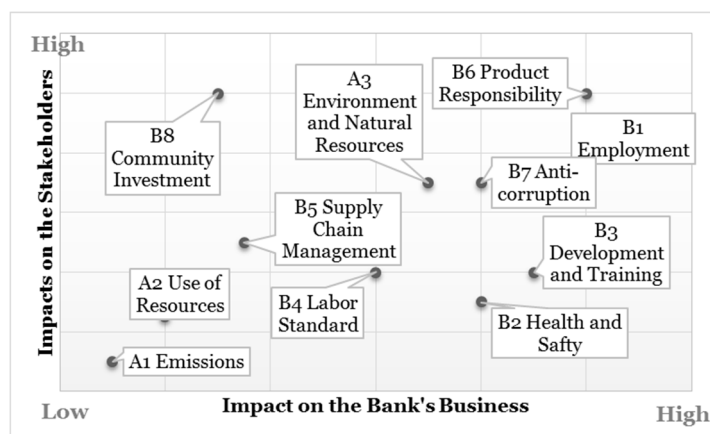 High
Impacts on the Stakeholders
B8
Community
Investment
A3
Environment
and Natural
Resources
B6 Product
Responsibility
B1
Employment
B7 Anti-
corruption
B5 Supply
Chain
Management
B3
Development
and Training
A2 Use of
Resources
B4 Labor
Standard
B2 Health and
Safty
A1 Emissions
Low
Impact on the Bank's Business
High